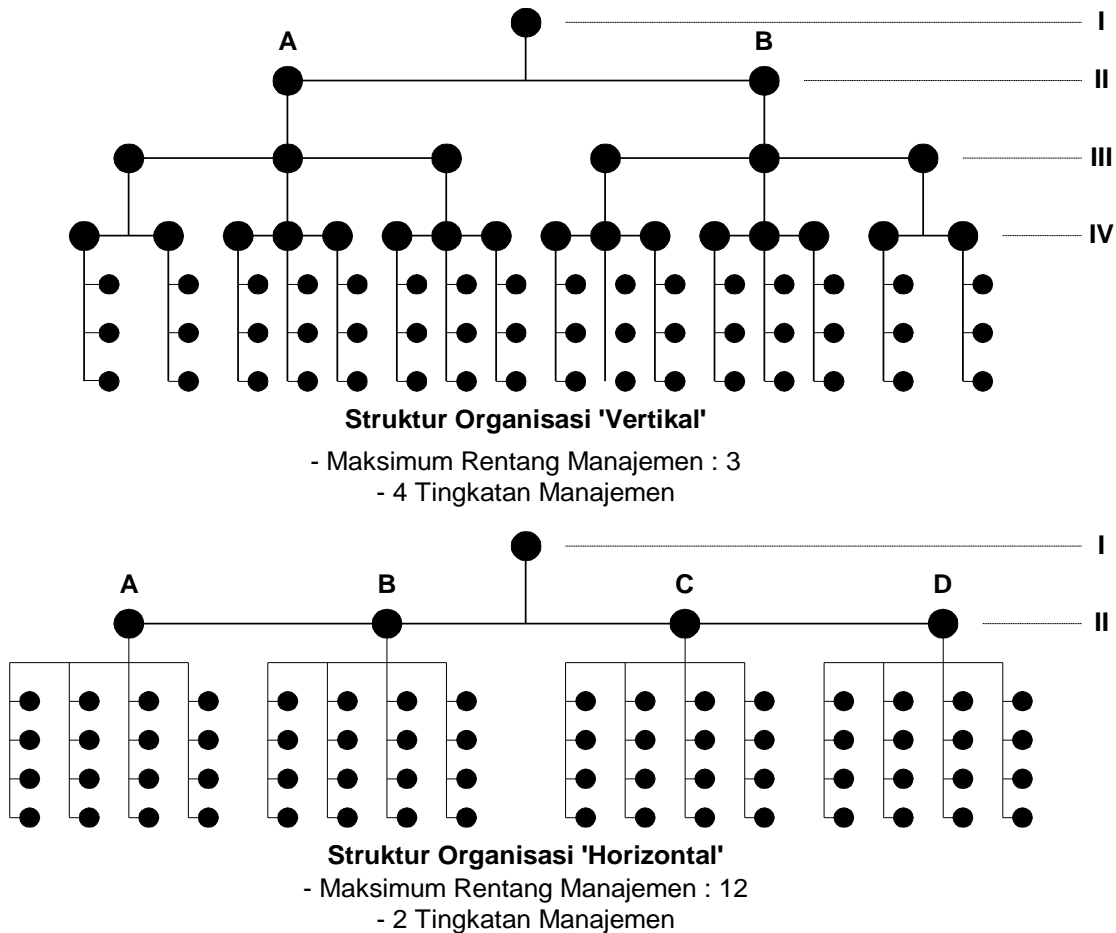 I
A B
II
III
IV
Struktur Organisasi 'Vertikal'
- Maksimum Rentang Manajemen : 3
- 4 Tingkatan Manajemen
I
A B C D
II
Struktur Organisasi 'Horizontal'
- Maksimum Rentang Manajemen : 12
- 2 Tingkatan Manajemen